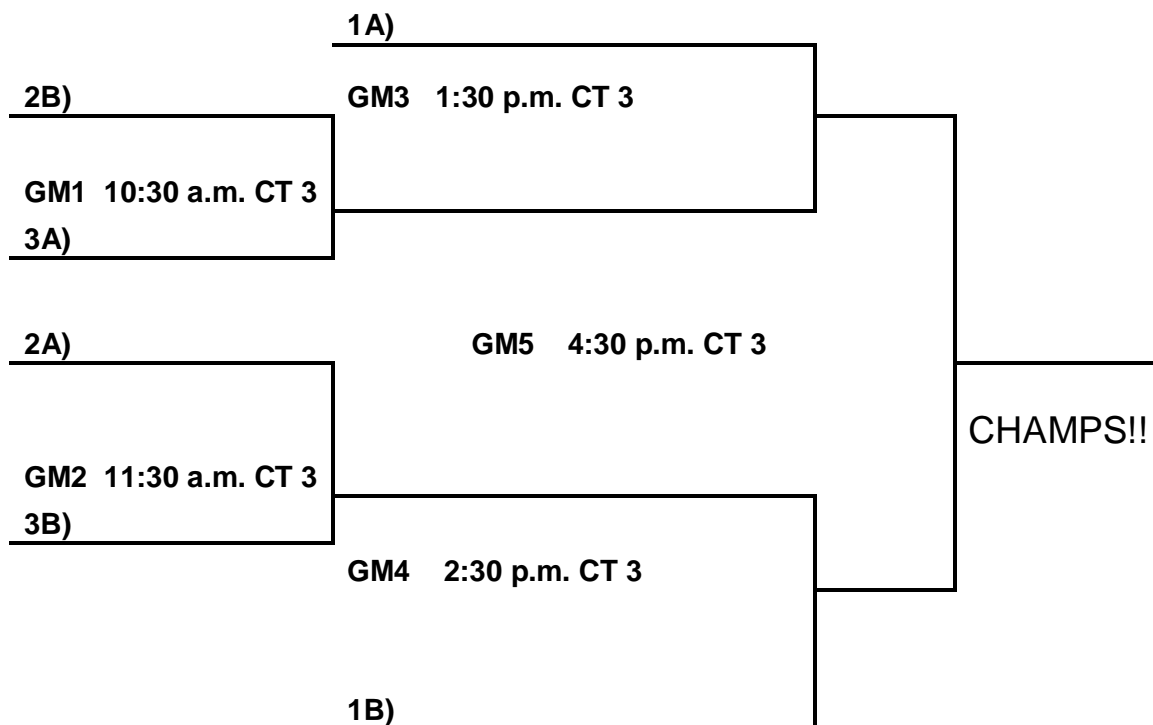 1A)
2B)
GM3 1:30 p.m. CT 3
GM1 10:30 a.m. CT 3
3A)
2A)
GM5 4:30 p.m. CT 3
CHAMPS!!
GM2 11:30 a.m. CT 3
3B)
GM4 2:30 p.m. CT 3
1B)